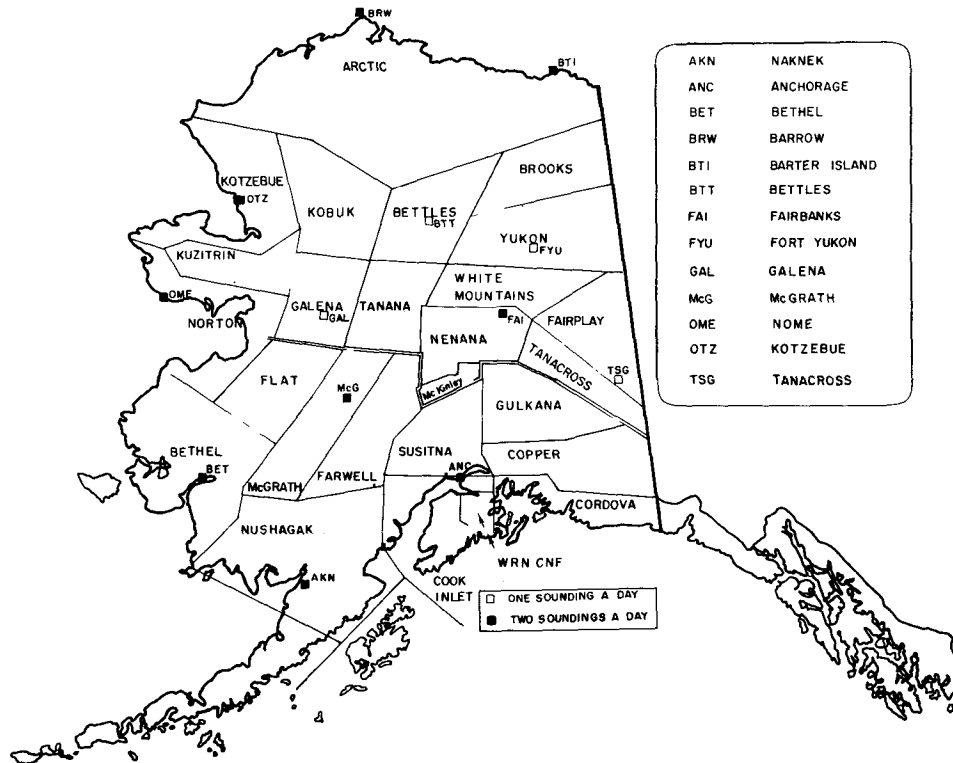 BRW
ARCTIC
BTI
BROOKS
KOTZEBUE
OTZ
KOBUK
BETTLES
BTT
YUKON
FYU
KUZITRIN
WHITE
MOUNTAINS
OME
NORTON
GALENA
GAL
TANANA
FAI
FAIRPLAY
NENANA
TANACROSS
TSG
FLAT
McG
McKinley
GULKANA
BETHEL
BET
SUSITNA
COPPER
ANC
McGRATH
FARWELL
CORDOVA
NUSHAGAK
WRN CNF
AKN
COOK
INLET
□ ONE SOUNDING A DAY
■ TWO SOUNDINGS A DAY
AKN NAKNEK
ANC ANCHORAGE
BET BETHEL
BRW BARROW
BTI BARTER ISLAND
BTT BETTLES
FAI FAIRBANKS
FYU FORT YUKON
GAL GALENA
McG McGRATH
OME NOME
OTZ KOTZEBUE
TSG TANACROSS